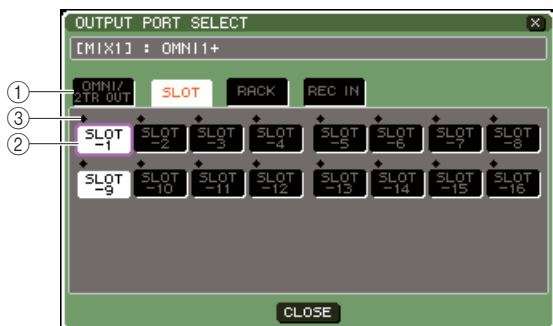 OUTPUT PORT SELECT X
[MIX1] : OMNI1+
① OMNI/ 2TR OUT SLOT RACK REC IN
③
② SLOT -1 SLOT -2 SLOT -3 SLOT -4 SLOT -5 SLOT -6 SLOT -7 SLOT -8
SLOT -9 SLOT -10 SLOT -11 SLOT -12 SLOT -13 SLOT -14 SLOT -15 SLOT -16
CLOSE